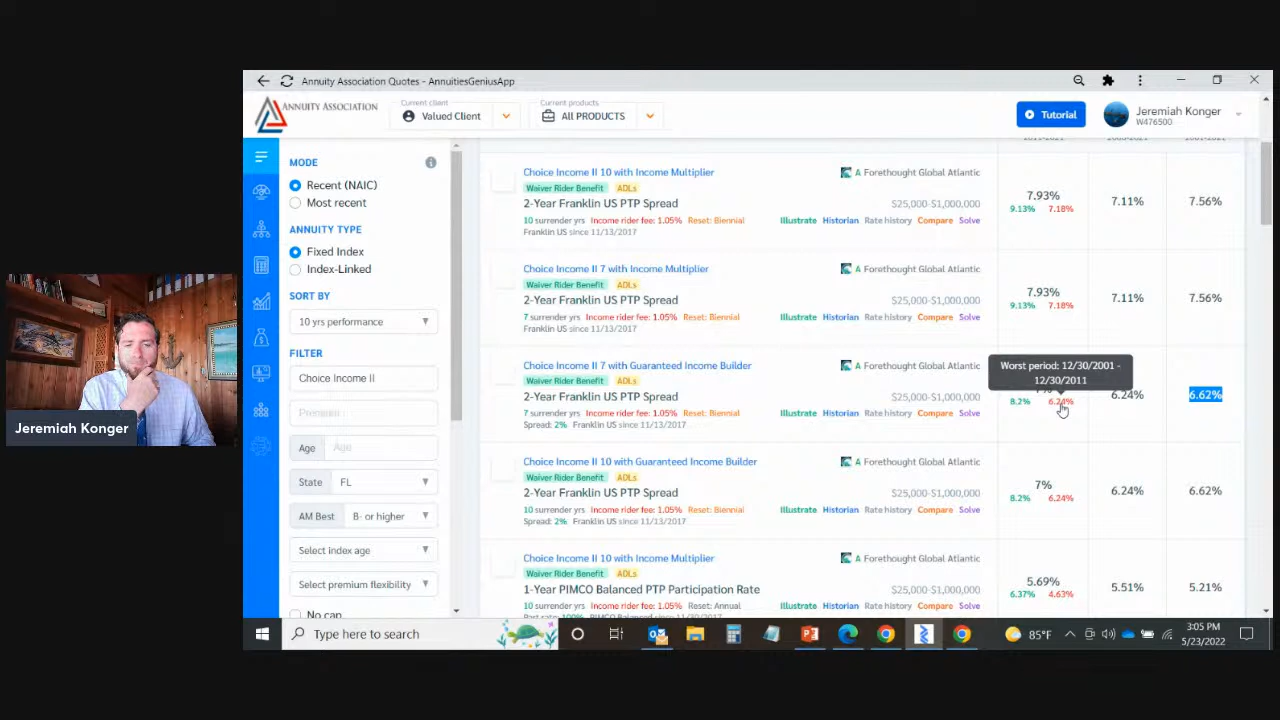 Annuity Association Quotes - AnnuitiesGeniusApp
ANNUITY ASSOCIATION
Current client
Valued Client
Current products
All PRODUCTS
Tutorial
Jeremiah Konger
W476500
MODE
Recent (NAIC)
Most recent
ANNUITY TYPE
Fixed Index
Index-Linked
SORT BY
10 yrs performance
FILTER
Choice Income II
Premium
Age Age
State FL
AM Best B- or higher
Select index age
Select premium flexibility
No cap
Choice Income II 10 with Income Multiplier A Forethought Global Atlantic
Waiver Rider Benefit ADLs
2-Year Franklin US PTP Spread $25,000-$1,000,000
10 surrender yrs Income rider fee: 1.05% Reset: Biennial Illustrate Historian Rate history Compare Solve
Franklin US since 11/13/2017
7.93% 7.11% 7.56%
9.13% 7.18%
Choice Income II 7 with Income Multiplier A Forethought Global Atlantic
Waiver Rider Benefit ADLs
2-Year Franklin US PTP Spread $25,000-$1,000,000
7 surrender yrs Income rider fee: 1.05% Reset: Biennial Illustrate Historian Rate history Compare Solve
Franklin US since 11/13/2017
7.93% 7.11% 7.56%
9.13% 7.18%
Choice Income II 7 with Guaranteed Income Builder A Forethought Global Atlantic
Waiver Rider Benefit ADLs
2-Year Franklin US PTP Spread $25,000-$1,000,000
7 surrender yrs Income rider fee: 1.05% Reset: Biennial Illustrate Historian Rate history Compare Solve
Spread: 2% Franklin US since 11/13/2017
Worst period: 12/30/2001 -
12/30/2011
6.24% 6.62%
8.2% 6.24%
Choice Income II 10 with Guaranteed Income Builder A Forethought Global Atlantic
Waiver Rider Benefit ADLs
2-Year Franklin US PTP Spread $25,000-$1,000,000
10 surrender yrs Income rider fee: 1.05% Reset: Biennial Illustrate Historian Rate history Compare Solve
Spread: 2% Franklin US since 11/13/2017
7% 6.24% 6.62%
8.2% 6.24%
Choice Income II 10 with Income Multiplier A Forethought Global Atlantic
Waiver Rider Benefit ADLs
1-Year PIMCO Balanced PTP Participation Rate $25,000-$1,000,000
10 surrender yrs Income rider fee: 1.05% Reset: Annual Illustrate Historian Rate history Compare Solve
5.69% 5.51% 5.21%
6.37% 4.63%
Jeremiah Konger
Type here to search
85°F
3:05 PM
5/23/2022